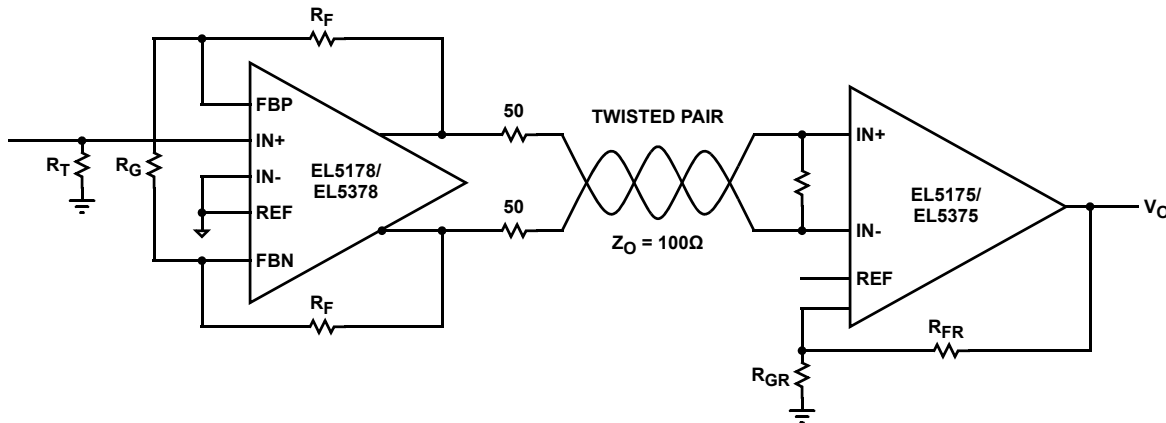 R_F
FBP
IN+
R_T
R_G
IN-
EL5178/
EL5378
REF
FBN
R_F
50
50
TWISTED PAIR
Z_O = 100Ω
IN+
IN-
EL5175/
EL5375
REF
V_O
R_FR
R_GR